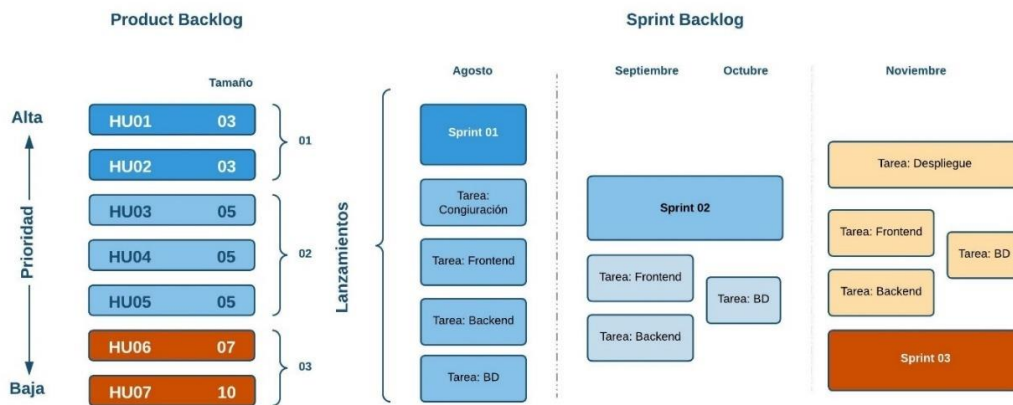 Product Backlog
Sprint Backlog
Tamaño
Agosto
Septiembre
Octubre
Noviembre
Alta
Prioridad
Baja
HU01 03
HU02 03
01
HU03 05
HU04 05
HU05 05
02
HU06 07
HU07 10
03
Lanzamientos
Sprint 01
Tarea:
Congiuración
Tarea: Frontend
Tarea: Backend
Tarea: BD
Sprint 02
Tarea: Frontend
Tarea: BD
Tarea: Backend
Tarea: Despliegue
Tarea: Frontend
Tarea: BD
Tarea: Backend
Sprint 03